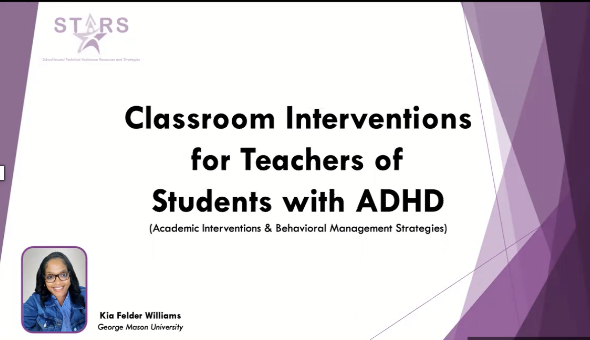 STARS
Classroom Interventions
for Teachers of
Students with ADHD
(Academic Interventions & Behavioral Management Strategies)
Kia Felder Williams
George Mason University